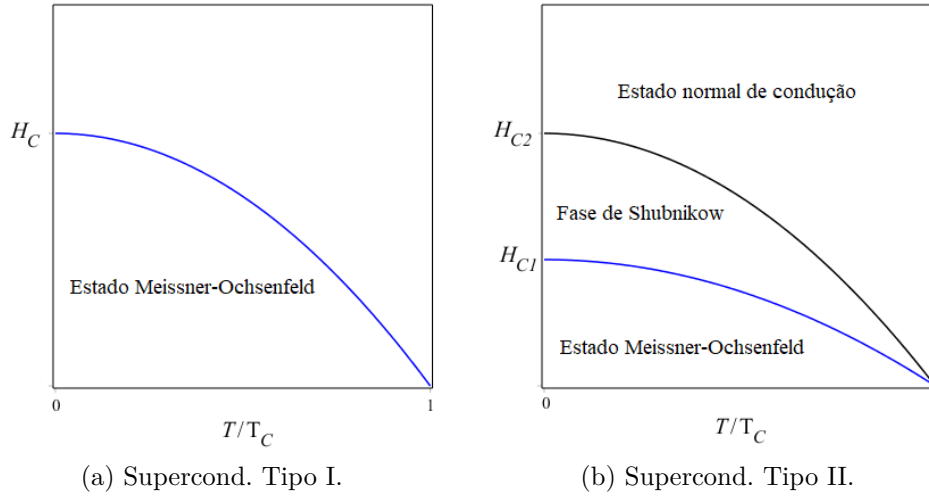 H_C
Estado Meissner-Ochsenfeld
0
1
T/T_C
(a) Supercond. Tipo I.
Estado normal de condução
H_C2
Fase de Shubnikow
H_C1
Estado Meissner-Ochsenfeld
0
T/T_C
(b) Supercond. Tipo II.